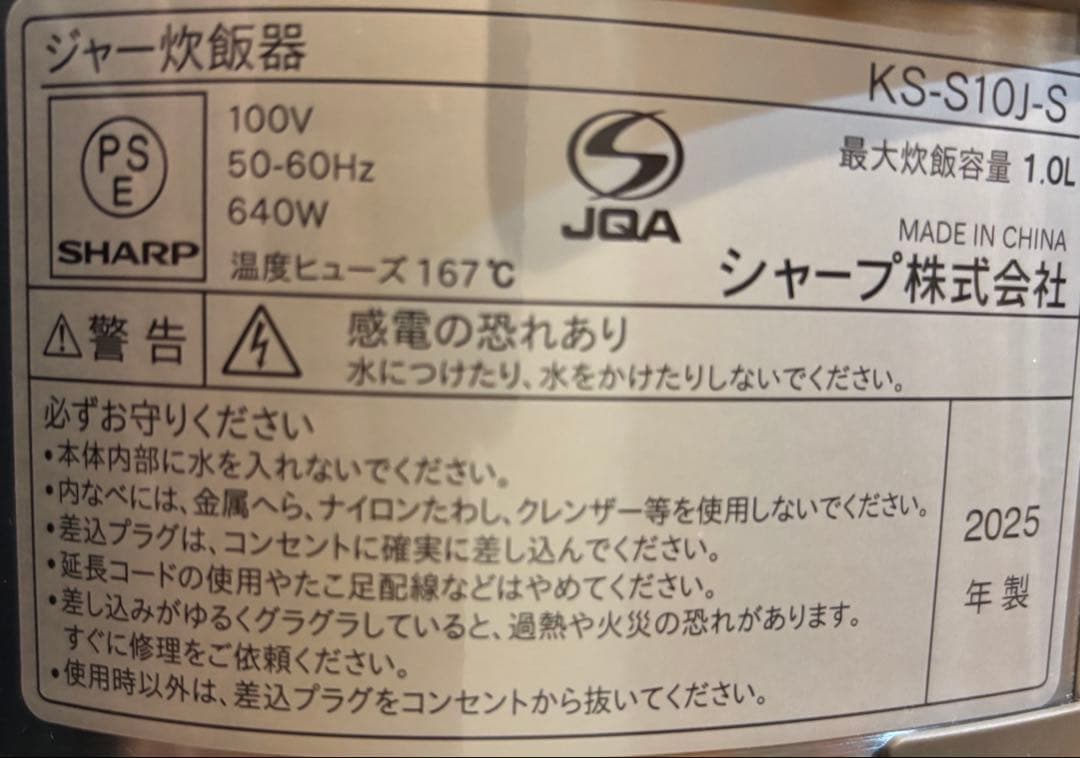 ジャー炊飯器
KS-S10J-S
PS
E
SHARP
100V
50-60Hz
640W
温度ヒューズ 167℃
JQA
最大炊飯容量 1.0L
MADE IN CHINA
シャープ株式会社
警告
感電の恐れあり
水につけたり、水をかけたりしないでください。
必ずお守りください
・本体内部に水を入れないでください。
・内なべには、金属へら、ナイロンたわし、クレンザー等を使用しないでください。
・差込プラグは、コンセントに確実に差し込んでください。
・延長コードの使用やたこ足配線などはやめてください。
・差し込みがゆるくグラグラしていると、過熱や火災の恐れがあります。
すぐに修理をご依頼ください。
・使用時以外は、差込プラグをコンセントから抜いてください。
2025
年製